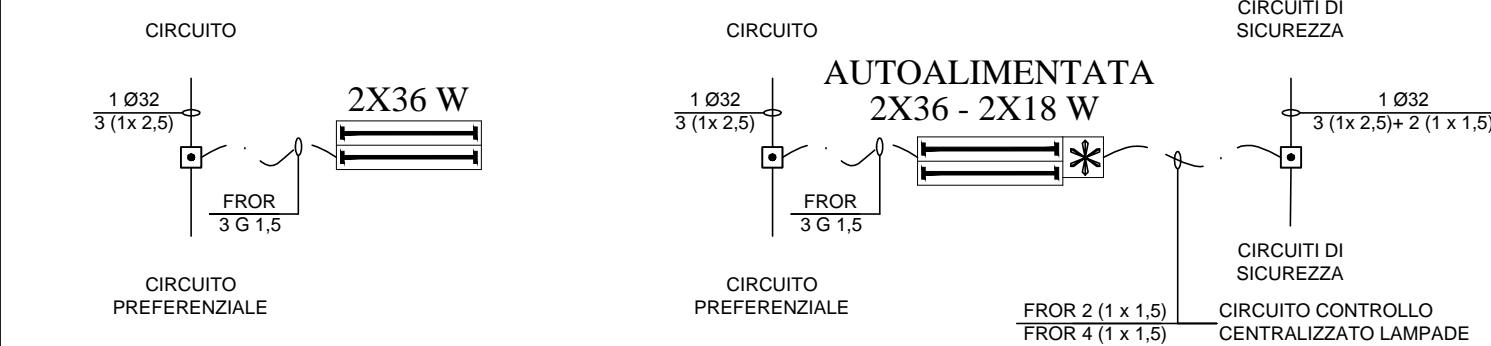 CIRCUITO
1 Ø32
3 (1x 2,5)
2X36 W
FROR
3 G 1,5
CIRCUITO
PREFERENZIALE
CIRCUITO
1 Ø32
3 (1x 2,5)
AUTOALIMENTATA
2X36 - 2X18 W
FROR
3 G 1,5
CIRCUITO
PREFERENZIALE
CIRCUITI DI
SICUREZZA
1 Ø32
3 (1x 2,5)+ 2 (1 x 1,5)
CIRCUITI DI
SICUREZZA
FROR 2 (1 x 1,5)
FROR 4 (1 x 1,5)
CIRCUITO CONTROLLO
CENTRALIZZATO LAMPADE